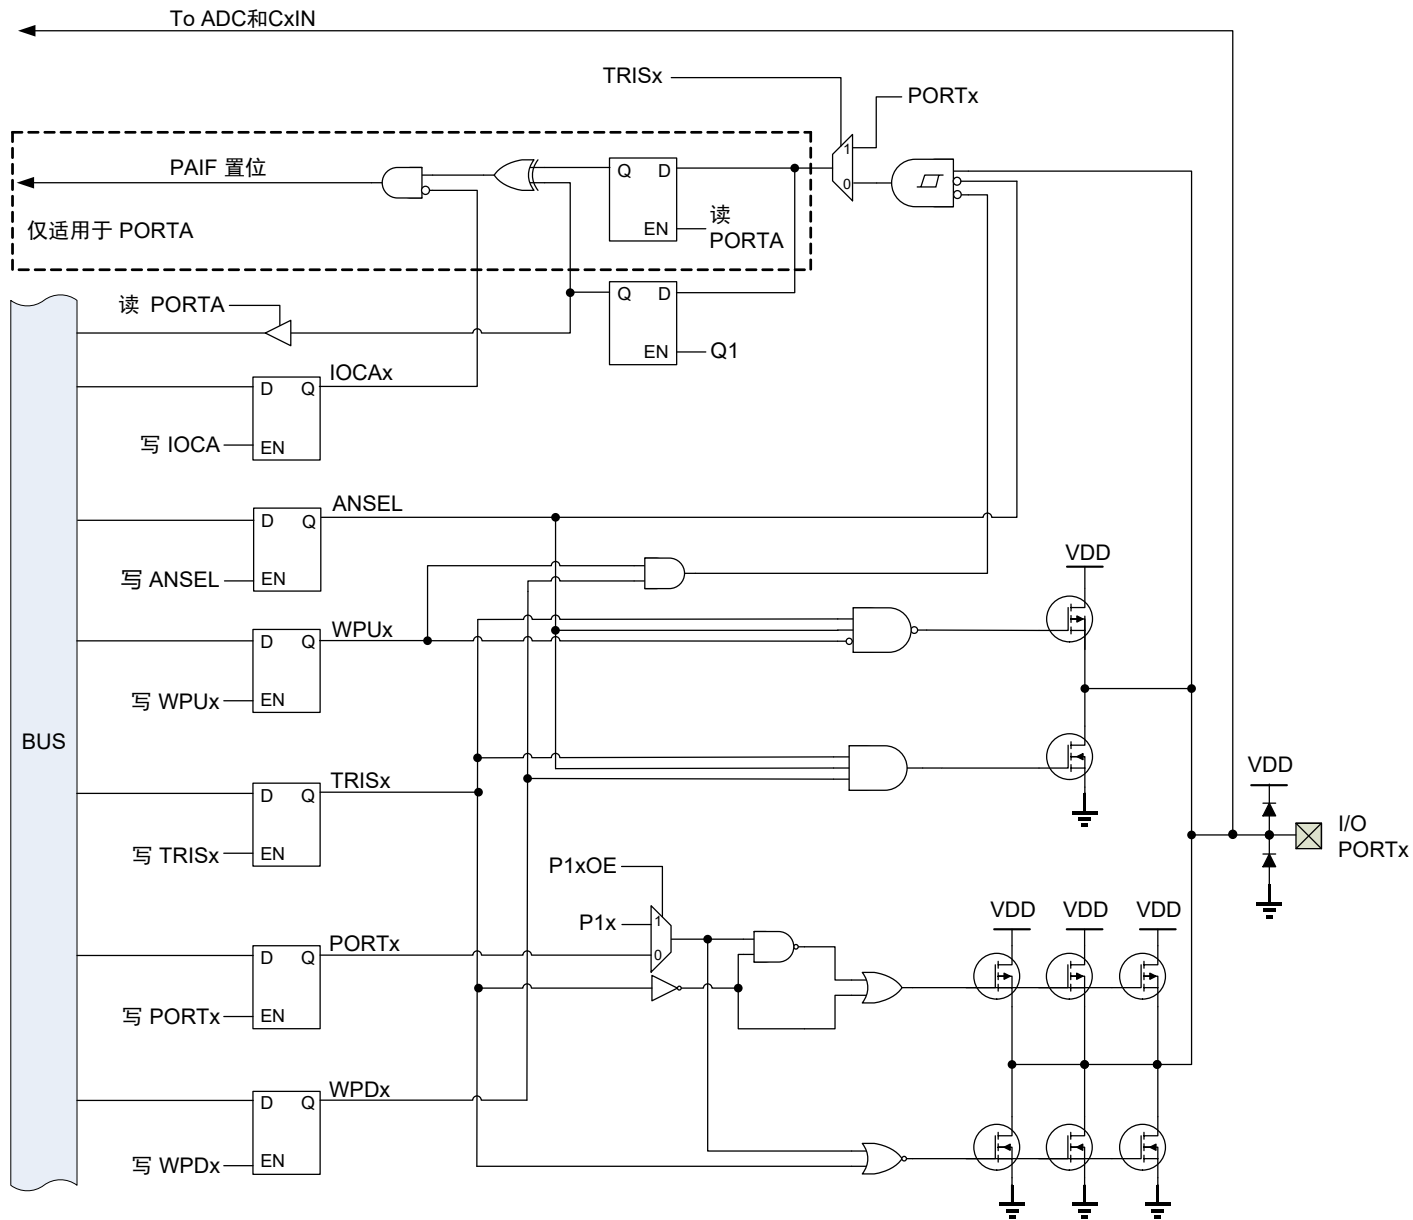 To ADC和CxIN
TRISx
PORTx
1
0
PAIF 置位
仅适用于 PORTA
Q D
EN
读
PORTA
读 PORTA
Q D
EN
Q1
D Q
EN
IOCAx
写 IOCA
D Q
EN
ANSEL
写 ANSEL
VDD
D Q
EN
WPUx
写 WPUx
BUS
D Q
EN
TRISx
写 TRISx
VDD
I/O
PORTx
P1xOE
P1x
1
0
VDD VDD VDD
D Q
EN
PORTx
写 PORTx
D Q
EN
WPDx
写 WPDx